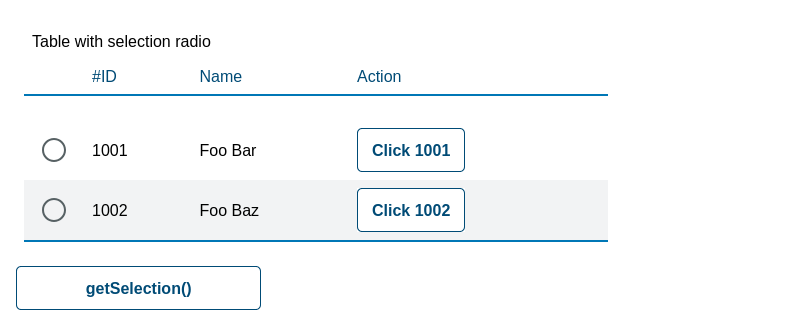 Table with selection radio
#ID Name Action
1001 Foo Bar Click 1001
1002 Foo Baz Click 1002
getSelection()